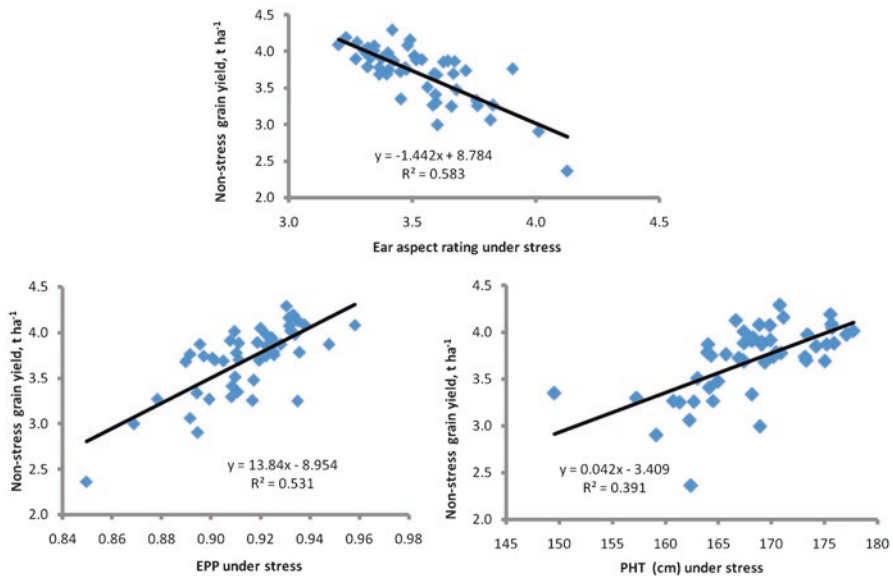 4.5
4.0
3.5
3.0
2.5
2.0
Non-stress grain yield, t ha⁻¹
y = -1.442x + 8.784
R² = 0.583
3.0 3.5 4.0 4.5
Ear aspect rating under stress
4.5
4.0
3.5
3.0
2.5
2.0
Non-stress grain yield, t ha⁻¹
y = 13.84x - 8.954
R² = 0.531
0.84 0.86 0.88 0.90 0.92 0.94 0.96 0.98
EPP under stress
4.5
4.0
3.5
3.0
2.5
2.0
Non-stress grain yield, t ha⁻¹
y = 0.042x - 3.409
R² = 0.391
145 150 155 160 165 170 175 180
PHT (cm) under stress